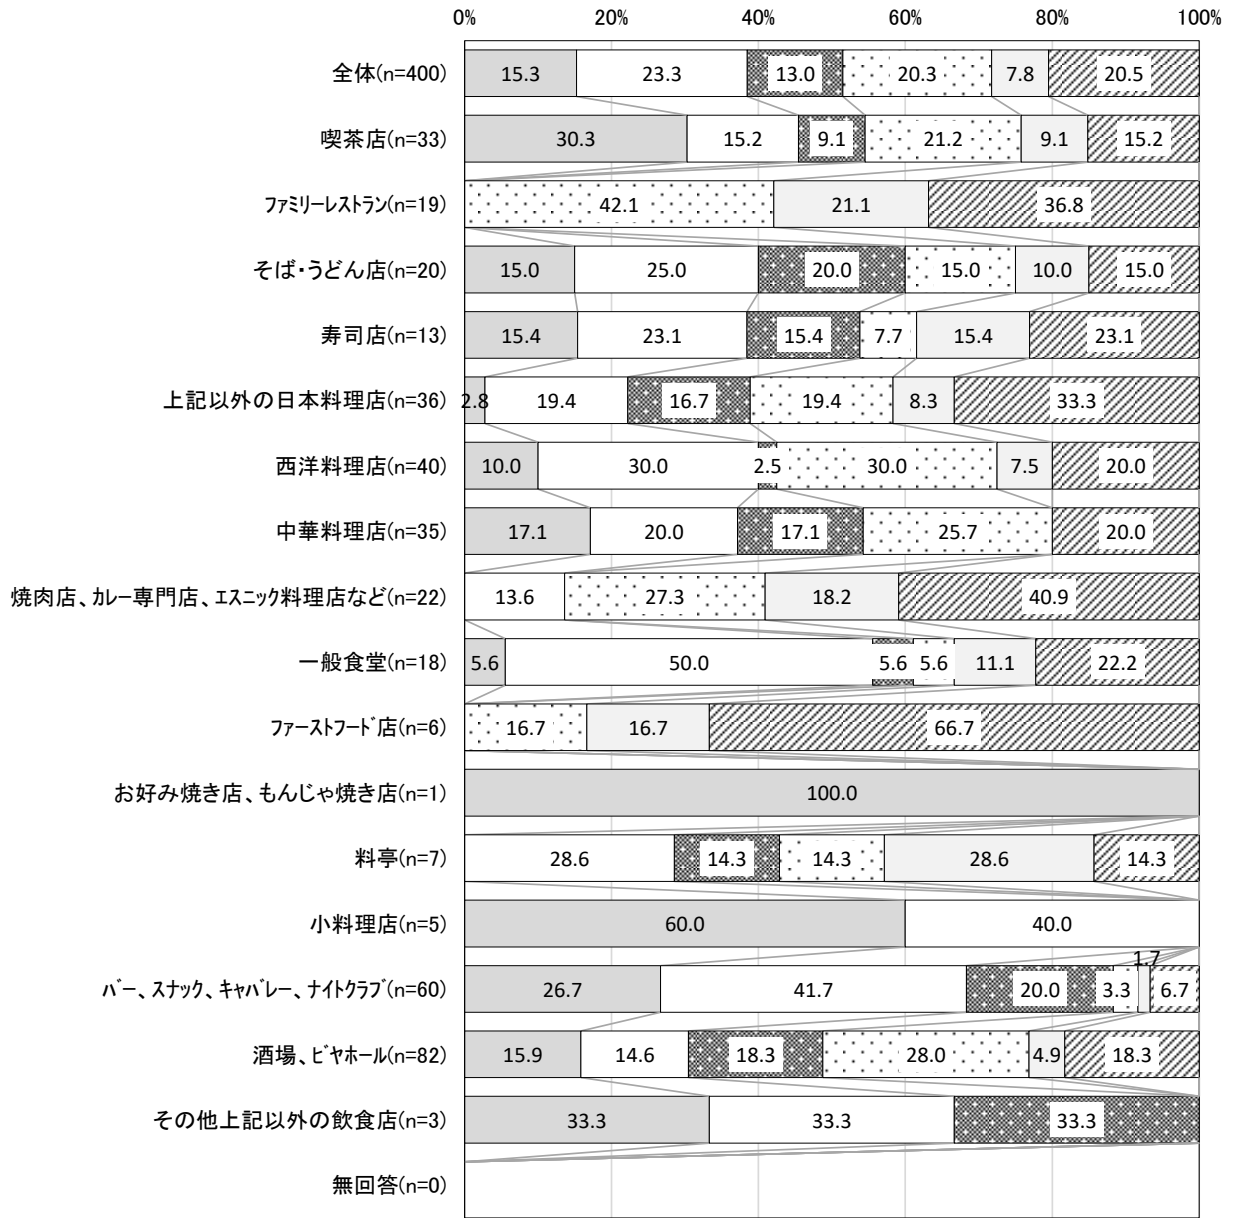 0% 20% 40% 60% 80% 100%
全体(n=400) 15.3 23.3 13.0 20.3 7.8 20.5
喫茶店(n=33) 30.3 15.2 9.1 21.2 9.1 15.2
ﾌｧﾐﾘｰﾚｽﾄﾗﾝ(n=19) 42.1 21.1 36.8
そば・うどん店(n=20) 15.0 25.0 20.0 15.0 10.0 15.0
寿司店(n=13) 15.4 23.1 15.4 7.7 15.4 23.1
上記以外の日本料理店(n=36) 2.8 19.4 16.7 19.4 8.3 33.3
西洋料理店(n=40) 10.0 30.0 2.5 30.0 7.5 20.0
中華料理店(n=35) 17.1 20.0 17.1 25.7 20.0
焼肉店、ｶﾚｰ専門店、ｴｽﾆｯｸ料理店など(n=22) 13.6 27.3 18.2 40.9
一般食堂(n=18) 5.6 50.0 5.6 5.6 11.1 22.2
ﾌｧｰｽﾄﾌｰﾄﾞ店(n=6) 16.7 16.7 66.7
お好み焼き店、もんじゃ焼き店(n=1) 100.0
料亭(n=7) 28.6 14.3 14.3 28.6 14.3
小料理店(n=5) 60.0 40.0
ﾊﾞｰ、ｽﾅｯｸ、ｷｬﾊﾞﾚｰ、ﾅｲﾄｸﾗﾌﾞ(n=60) 26.7 41.7 20.0 3.3 1.7 6.7
酒場、ﾋﾞﾔﾎｰﾙ(n=82) 15.9 14.6 18.3 28.0 4.9 18.3
その他上記以外の飲食店(n=3) 33.3 33.3 33.3
無回答(n=0)